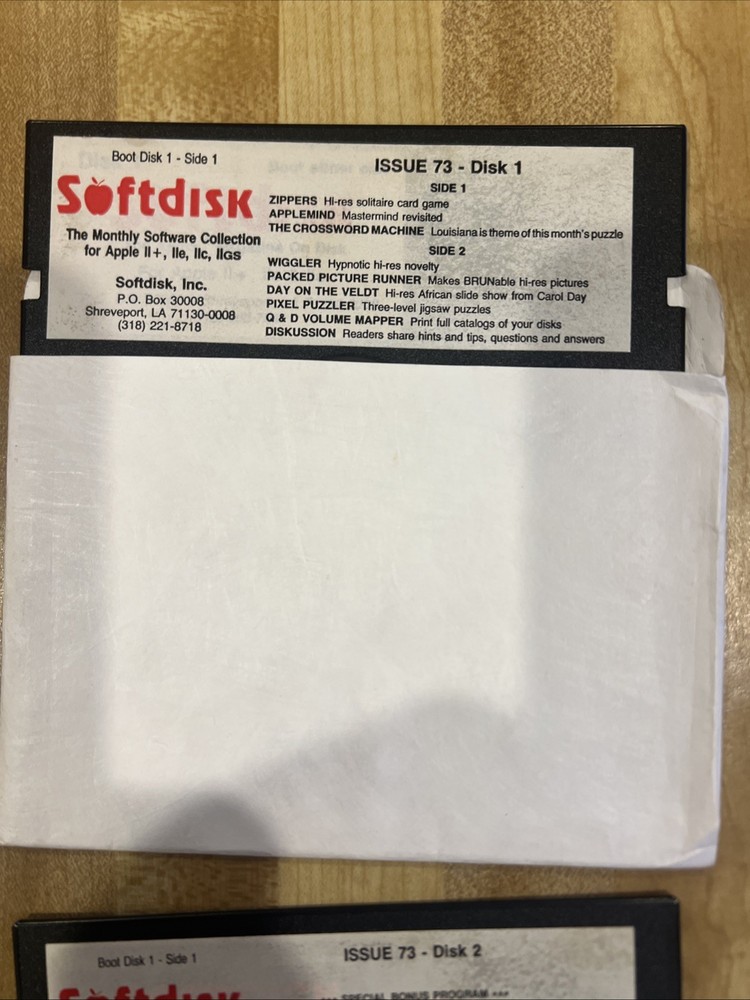 Boot Disk 1 - Side 1
Softdisk
The Monthly Software Collection
for Apple II+, IIe, IIc, IIGS
Softdisk, Inc.
P.O. Box 30008
Shreveport, LA 71130-0008
(318) 221-8718
ISSUE 73 - Disk 1
SIDE 1
ZIPPERS Hi-res solitaire card game
APPLEMIND Mastermind revisited
THE CROSSWORD MACHINE Louisiana is theme of this month's puzzle
SIDE 2
WIGGLER Hypnotic hi-res novelty
PACKED PICTURE RUNNER Makes BRUNable hi-res pictures
DAY ON THE VELDT Hi-res African slide show from Carol Day
PIXEL PUZZLER Three-level jigsaw puzzles
Q & D VOLUME MAPPER Print full catalogs of your disks
DISKUSSION Readers share hints and tips, questions and answers
Boot Disk 1 - Side 1
Softdisk
ISSUE 73 - Disk 2
*** SPECIAL BONUS PROGRAM ***